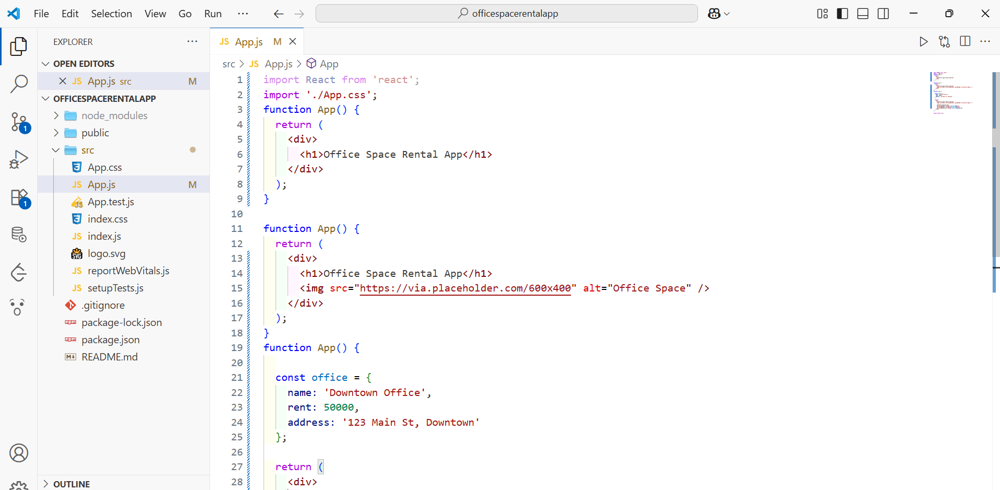 File Edit Selection View Go Run ··· officespacerentalapp
EXPLORER ···
OPEN EDITORS
JS App.js src M
OFFICESPACERENTALAPP
node_modules
public
src
App.css
JS App.js M
App.test.js
index.css
JS index.js
logo.svg
JS reportWebVitals.js
JS setupTests.js
.gitignore
package-lock.json
package.json
README.md
OUTLINE
1
1
JS App.js M
src > JS App.js > App
1 import React from 'react';
2 import './App.css';
3 function App() {
4 return (
5 <div>
6 <h1>Office Space Rental App</h1>
7 </div>
8 );
9 }
10
11 function App() {
12 return (
13 <div>
14 <h1>Office Space Rental App</h1>
15 <img src="https://via.placeholder.com/600x400" alt="Office Space" />
16 </div>
17 );
18 }
19 function App() {
20
21 const office = {
22 name: 'Downtown Office',
23 rent: 50000,
24 address: '123 Main St, Downtown'
25 };
26
27 return (
28 <div>